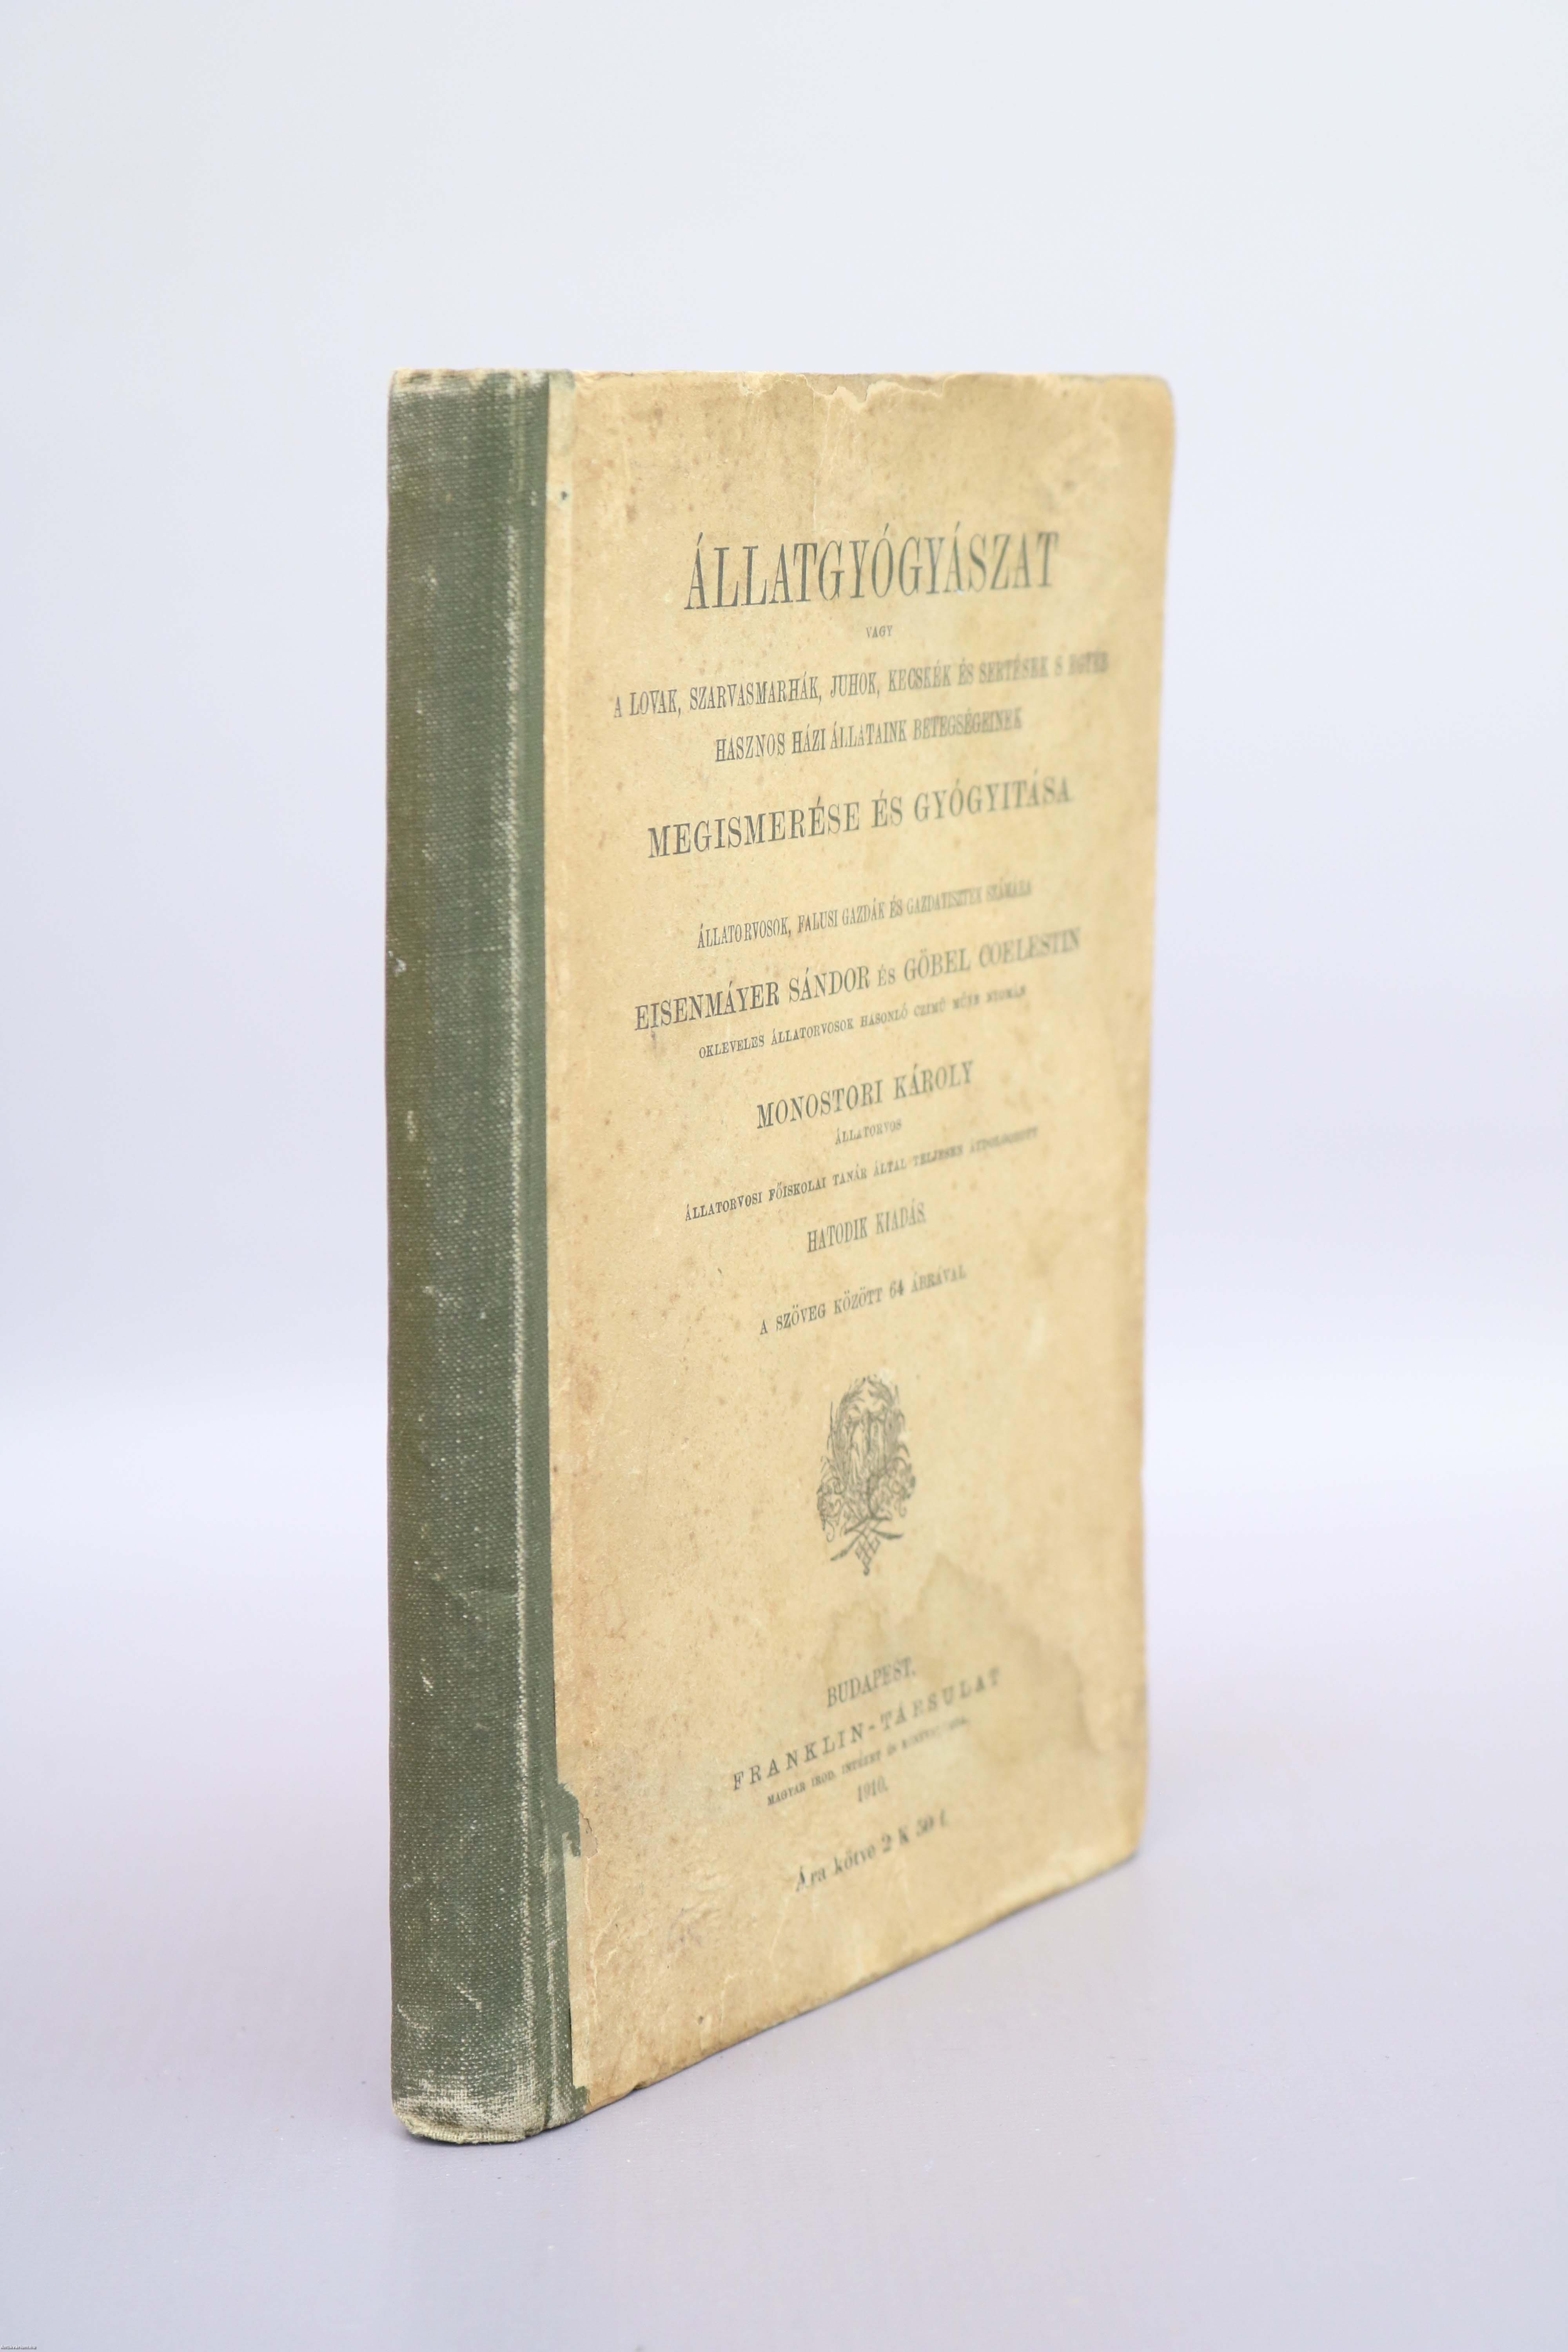 ÁLLATGYÓGYÁSZAT
VAGY
A LOVAK, SZARVASMARHÁK, JUHOK, KECSKÉK ÉS SERTÉSEK S EGYÉB
HASZNOS HÁZI ÁLLATAINK BETEGSÉGEINEK
MEGISMERÉSE ÉS GYÓGYITÁSA
ÁLLATORVOSOK, FALUSI GAZDÁK ÉS GAZDATISZTEK SZÁMÁRA
EISENMÁYER SÁNDOR ÉS GÖBEL COELESTIN
OKLEVELES ÁLLATORVOSOK HASONLÓ CZIMÜ MÜVE NYOMÁN
MONOSTORI KÁROLY
ÁLLATORVOS
ÁLLATORVOSI FŐISKOLAI TANÁR ÁLTAL TELJESEN ÁTDOLGOZOTT
HATODIK KIADÁS
A SZÖVEG KÖZÖTT 64 ÁBRÁVAL
BUDAPEST.
FRANKLIN-TÁRSULAT
MAGYAR IROD. INTÉZET ÉS KÖNYVNYOMDA.
1910.
Ára kötve 2 K 50 f.